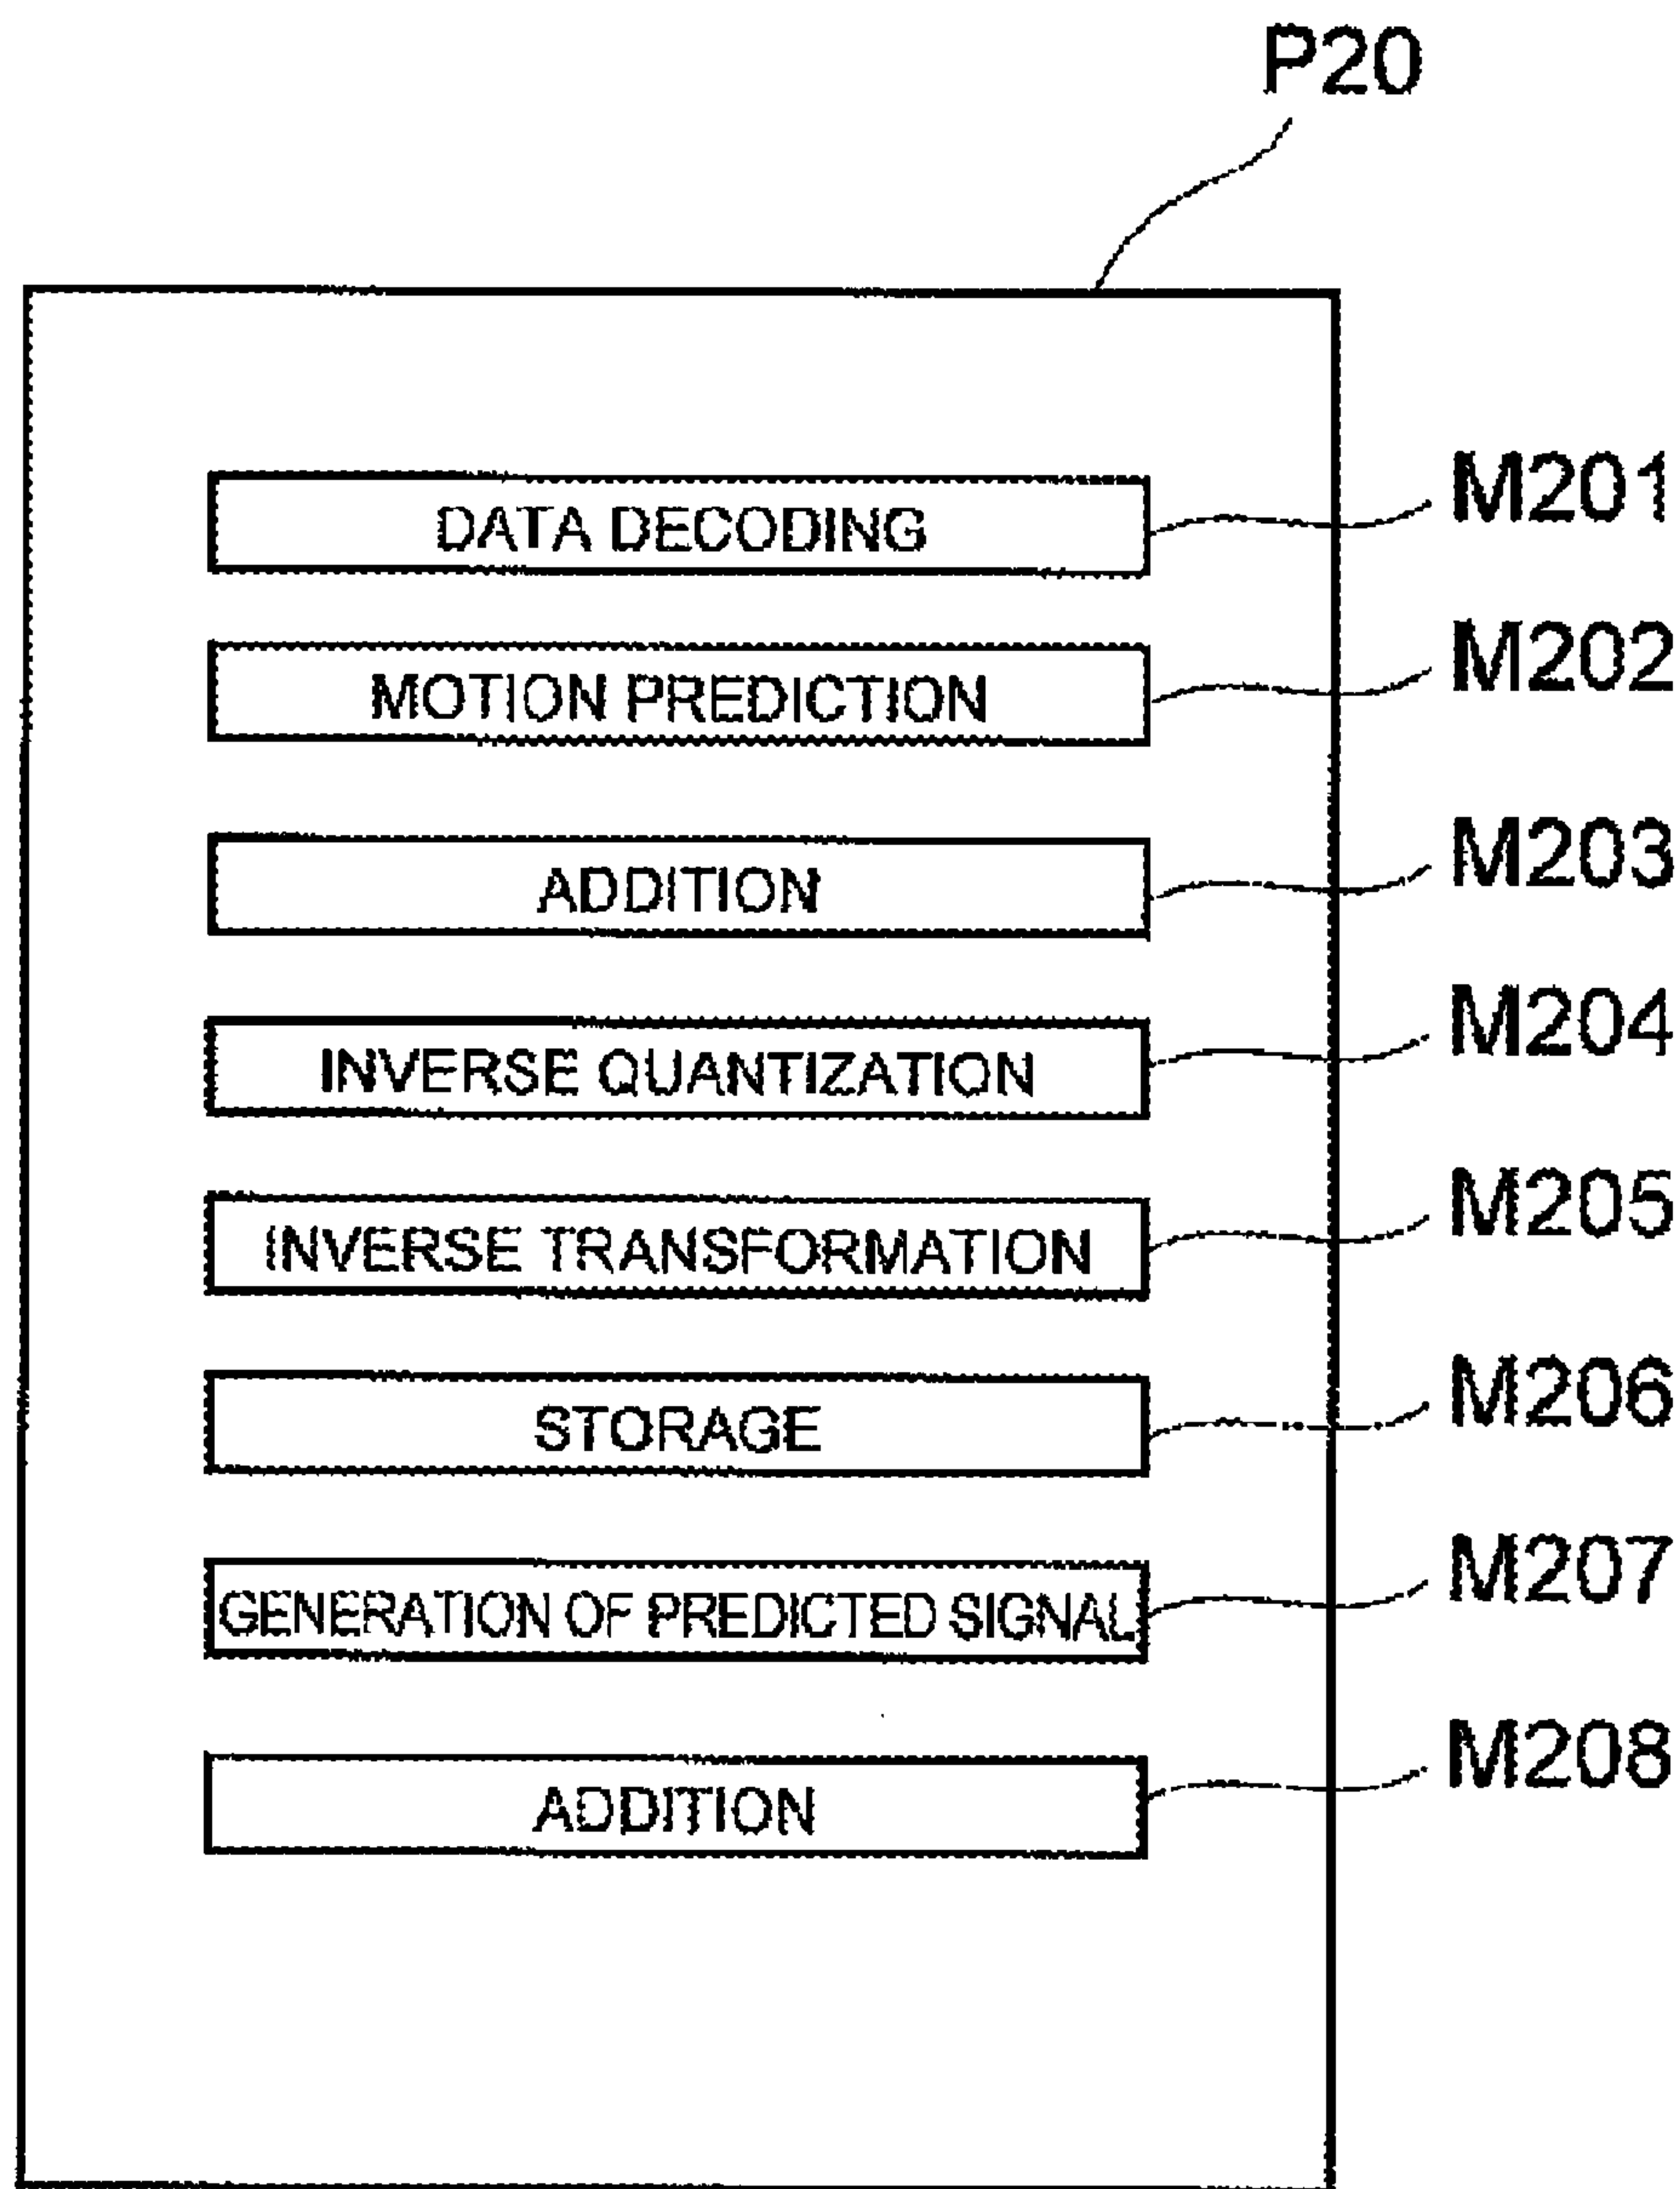 P20
DATA DECODING M201
MOTION PREDICTION M202
ADDITION M203
INVERSE QUANTIZATION M204
INVERSE TRANSFORMATION M205
STORAGE M206
GENERATION OF PREDICTED SIGNAL M207
ADDITION M208